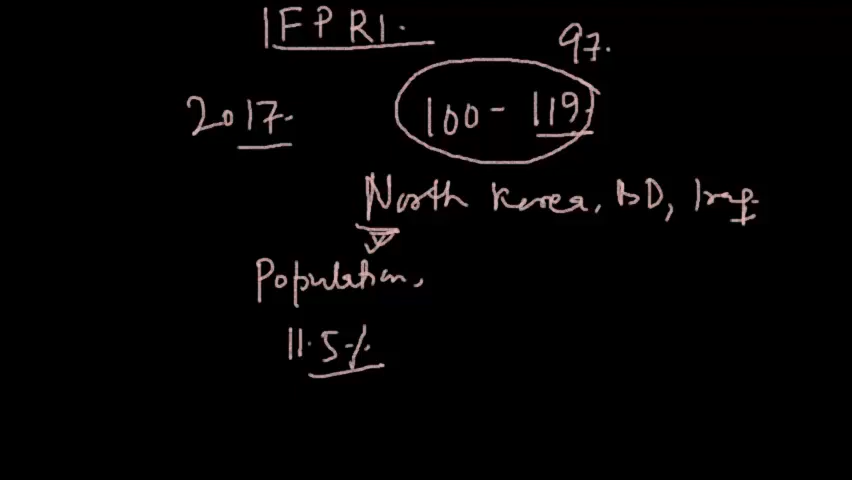 IFPRI.
97.
2017. 100 - 119.
North Korea, BD, Iraq.
Population,
11.5%